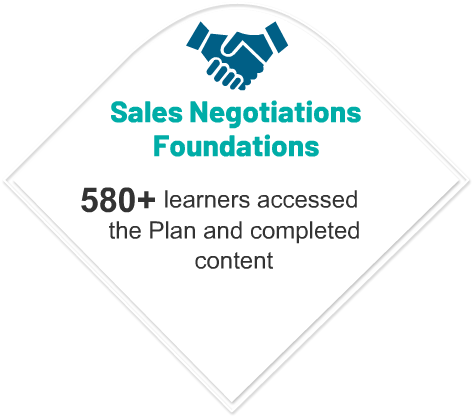 Sales Negotiations
Foundations
580+ learners accessed
the Plan and completed
content